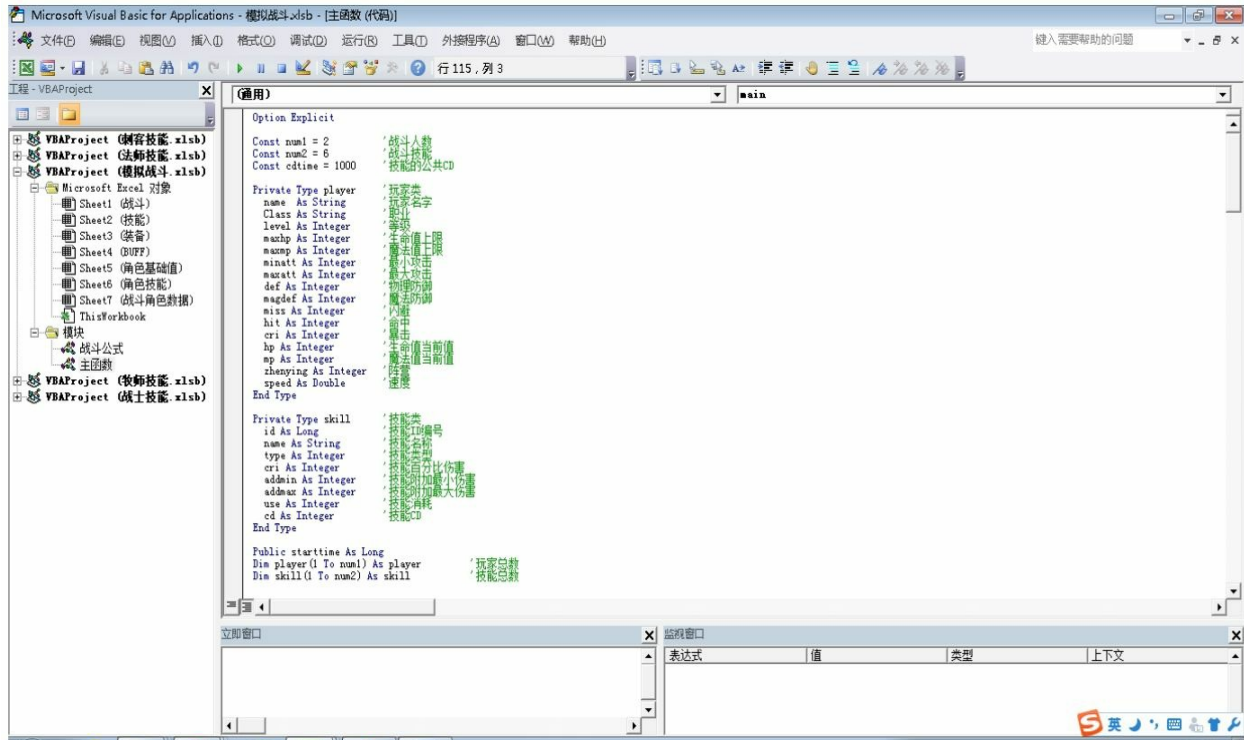 Microsoft Visual Basic for Applications - 模拟战斗.xlsb - [主函数 (代码)]
文件(F) 编辑(E) 视图(V) 插入(I) 格式(O) 调试(D) 运行(R) 工具(T) 外接程序(A) 窗口(W) 帮助(H) 键入需要帮助的问题
行 115 , 列 3
工程 - VBAProject
VBAProject (刺客技能.xlsb)
VBAProject (法师技能.xlsb)
VBAProject (模拟战斗.xlsb)
Microsoft Excel 对象
Sheet1 (战斗)
Sheet2 (技能)
Sheet3 (装备)
Sheet4 (BUFF)
Sheet5 (角色基础值)
Sheet6 (角色技能)
Sheet7 (战斗角色数据)
ThisWorkbook
模块
战斗公式
主函数
VBAProject (牧师技能.xlsb)
VBAProject (战士技能.xlsb)
(通用) main
Option Explicit
Const num1 = 2 '战斗人数
Const num2 = 6 '战斗技能
Const cdtime = 1000 '技能的公共CD
Private Type player '玩家类
name As String '玩家名字
Class As String '职业
level As Integer '等级
maxhp As Integer '生命值上限
maxmp As Integer '魔法值上限
minatt As Integer '最小攻击
maxatt As Integer '最大攻击
def As Integer '物理防御
magdef As Integer '魔法防御
miss As Integer '闪避
hit As Integer '命中
cri As Integer '暴击
hp As Integer '生命值当前值
mp As Integer '魔法值当前值
zhenying As Integer '阵营
speed As Double '速度
End Type
Private Type skill '技能类
id As Long '技能ID编号
name As String '技能名称
type As Integer '技能类型
cri As Integer '技能百分比伤害
addmin As Integer '技能附加最小伤害
addmax As Integer '技能附加最大伤害
use As Integer '技能消耗
cd As Integer '技能CD
End Type
Public starttime As Long
Dim player(1 To num1) As player '玩家总数
Dim skill(1 To num2) As skill '技能总数
立即窗口
监视窗口
表达式 值 类型 上下文
英